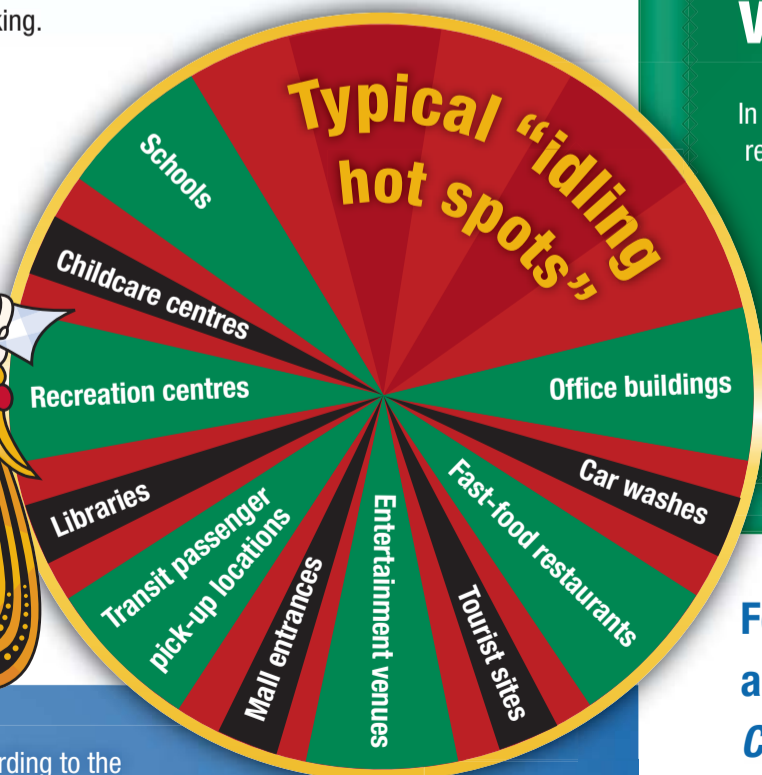 king.
Typical “idling
hot spots”
Schools
Childcare centres
Recreation centres
Libraries
Transit passenger
pick-up locations
Mall entrances
Entertainment venues
Tourist sites
Fast-food restaurants
Car washes
Office buildings
In
re
rding to the